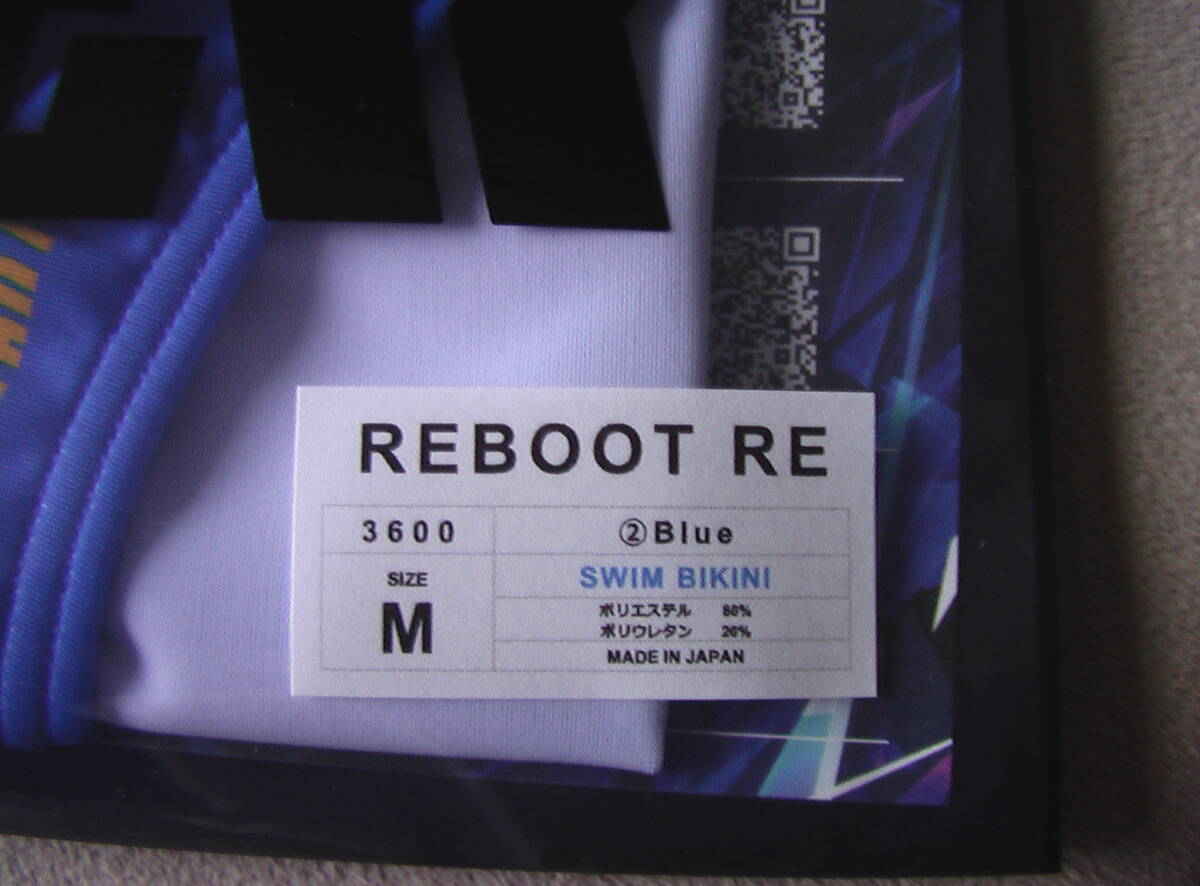 REBOOT RE
3600
②Blue
SIZE
M
SWIM BIKINI
ポリエステル 80%
ポリウレタン 20%
MADE IN JAPAN